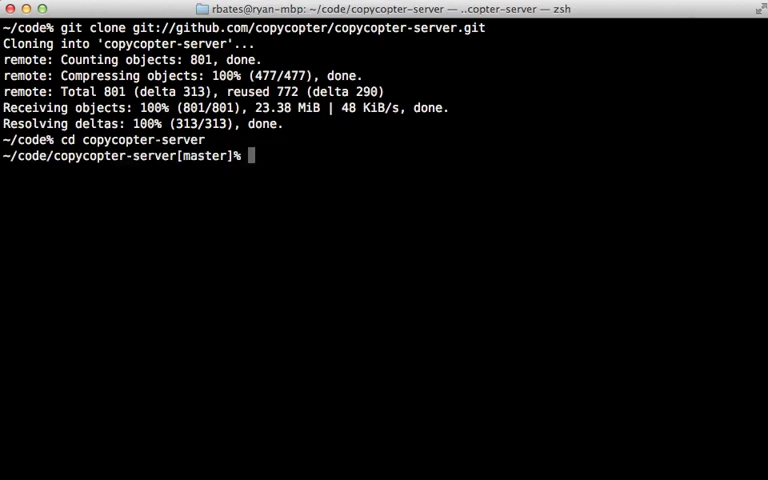 rbates@ryan-mbp: ~/code/copycopter-server — ..copter-server — zsh
~/code% git clone git://github.com/copycopter/copycopter-server.git
Cloning into 'copycopter-server'...
remote: Counting objects: 801, done.
remote: Compressing objects: 100% (477/477), done.
remote: Total 801 (delta 313), reused 772 (delta 290)
Receiving objects: 100% (801/801), 23.38 MiB | 48 KiB/s, done.
Resolving deltas: 100% (313/313), done.
~/code% cd copycopter-server
~/code/copycopter-server[master]%